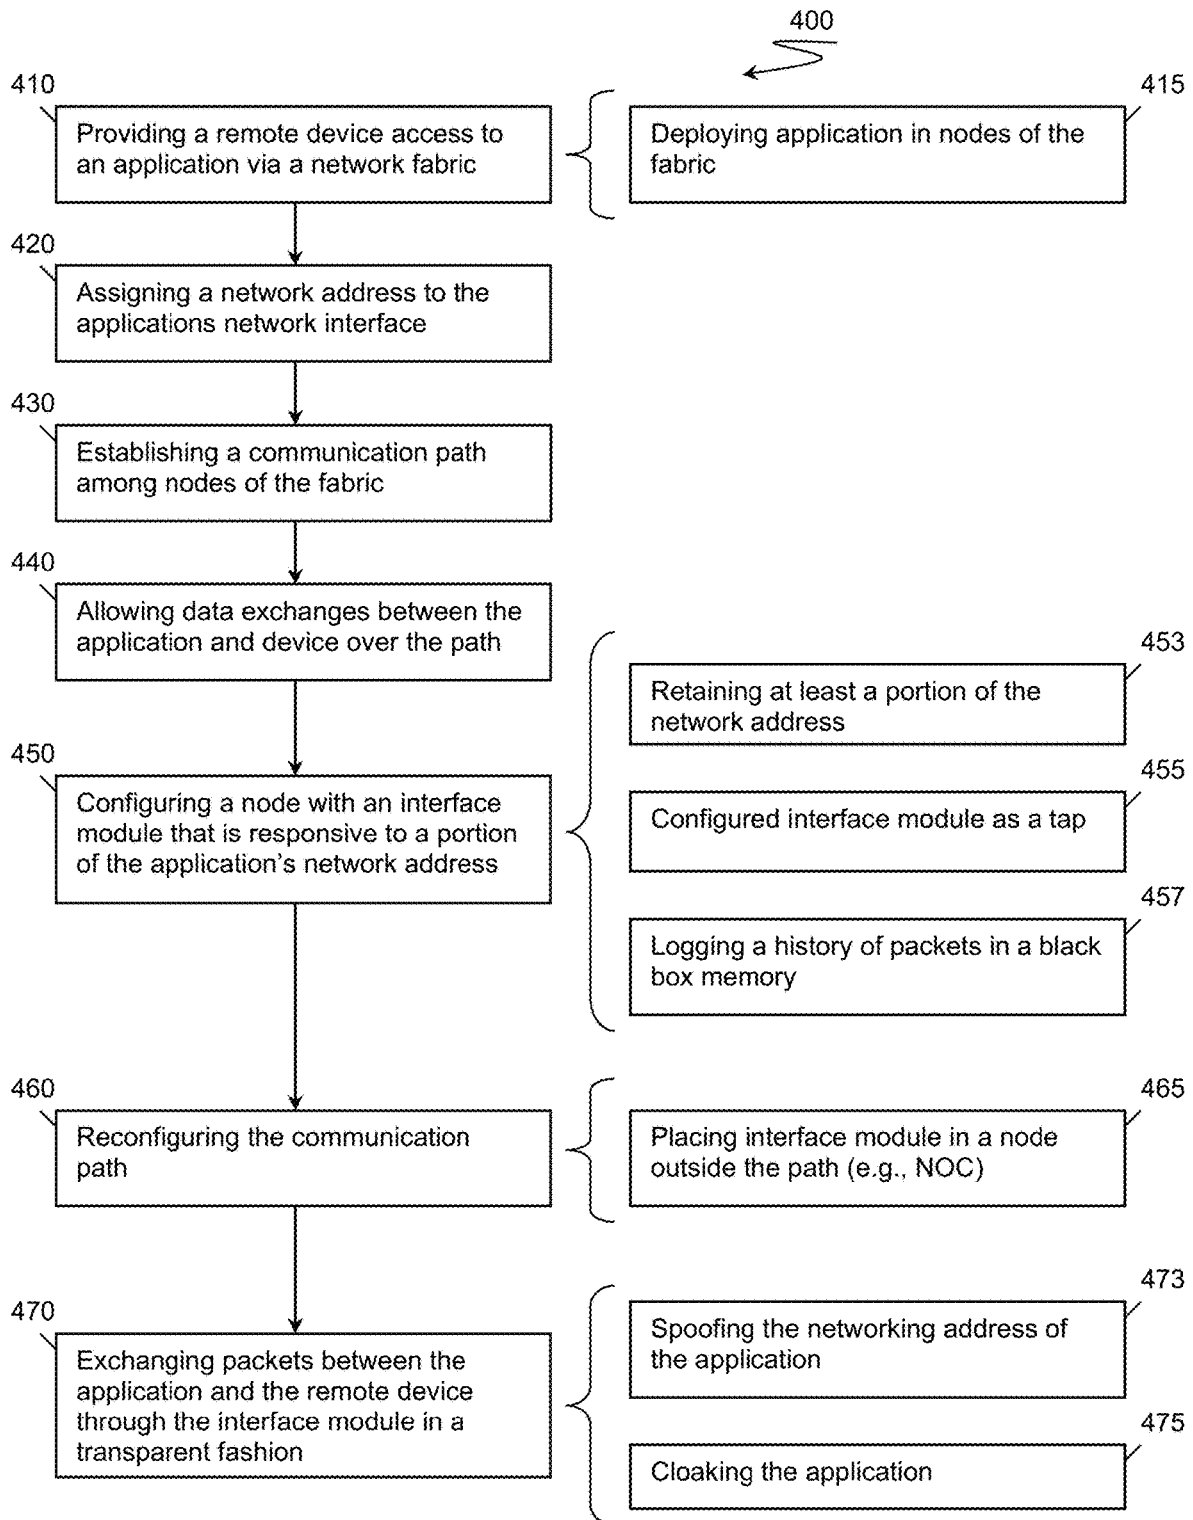 400
410
Providing a remote device access to
an application via a network fabric
415
Deploying application in nodes of the
fabric
420
Assigning a network address to the
applications network interface
430
Establishing a communication path
among nodes of the fabric
440
Allowing data exchanges between the
application and device over the path
450
Configuring a node with an interface
module that is responsive to a portion
of the application's network address
453
Retaining at least a portion of the
network address
455
Configured interface module as a tap
457
Logging a history of packets in a black
box memory
460
Reconfiguring the communication
path
465
Placing interface module in a node
outside the path (e.g., NOC)
470
Exchanging packets between the
application and the remote device
through the interface module in a
transparent fashion
473
Spoofing the networking address of
the application
475
Cloaking the application